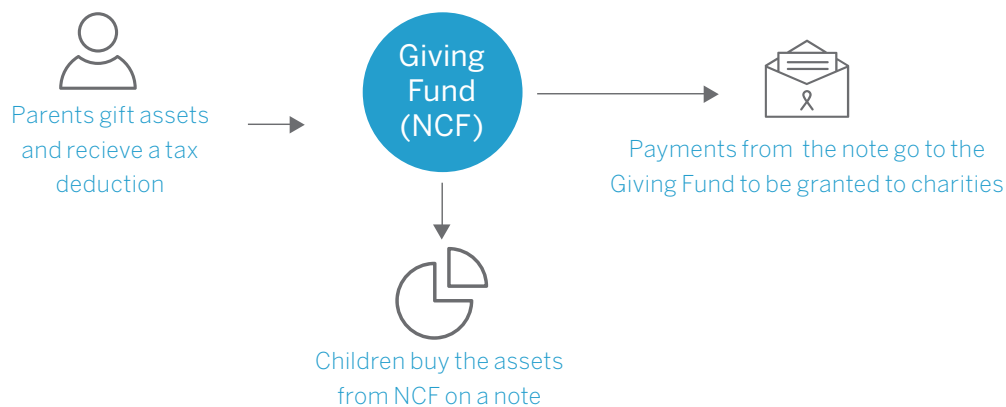 Parents gift assets
and recieve a tax
deduction
Giving
Fund
(NCF)
Payments from the note go to the
Giving Fund to be granted to charities
Children buy the assets
from NCF on a note